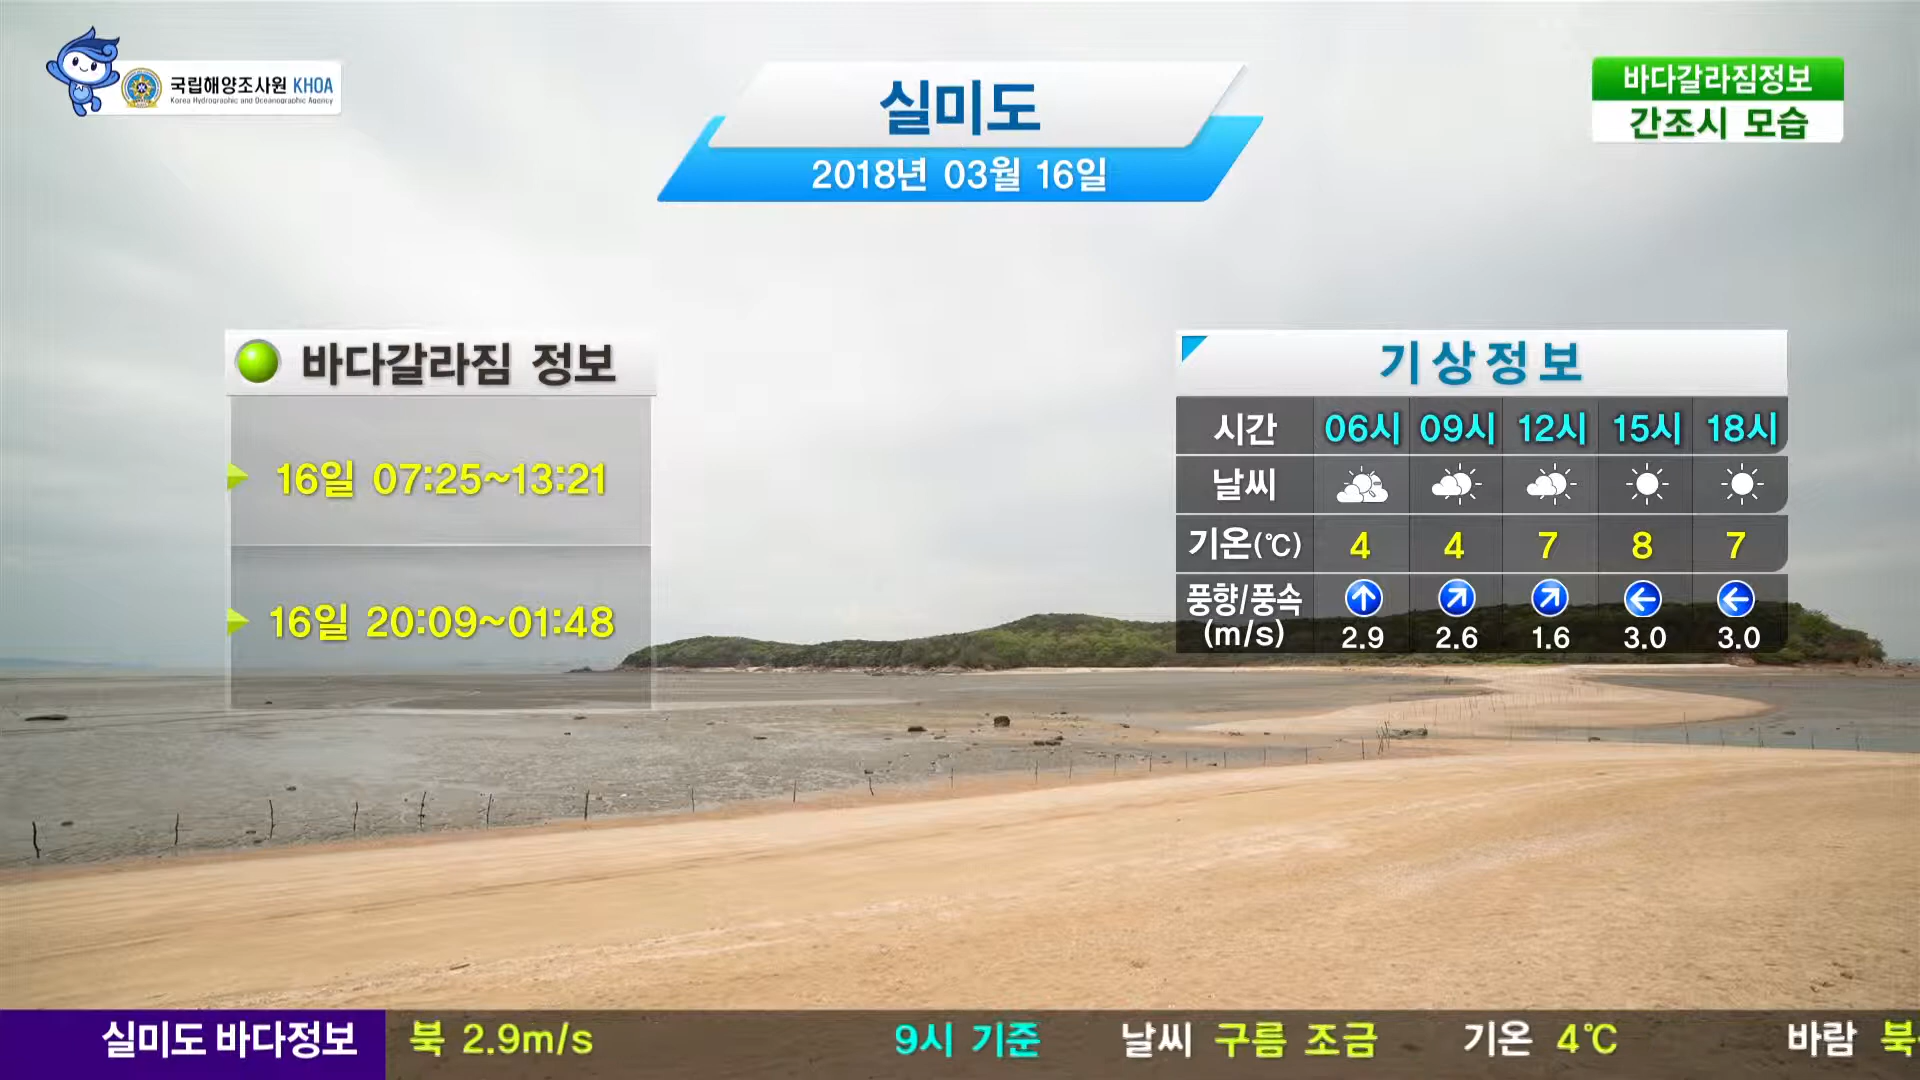 국립해양조사원 KHOA
Korea Hydrographic and Oceanographic Agency
실미도
2018년 03월 16일
바다갈라짐정보
간조시 모습
바다갈라짐 정보
16일 07:25~13:21
16일 20:09~01:48
기상정보
시간 06시 09시 12시 15시 18시
날씨
기온(℃) 4 4 7 8 7
풍향/풍속
(m/s) 2.9 2.6 1.6 3.0 3.0
실미도 바다정보 북 2.9m/s 9시 기준 날씨 구름 조금 기온 4℃ 바람 북